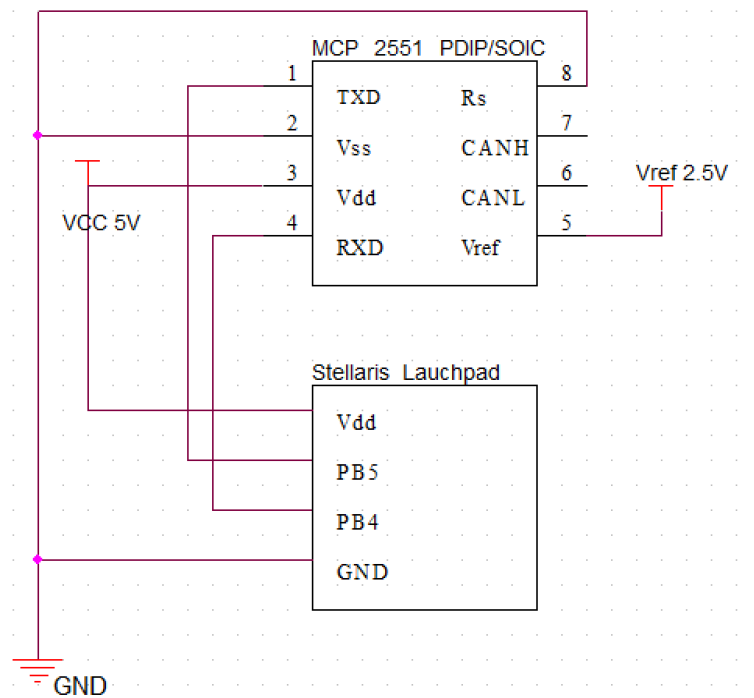 MCP 2551 PDIP/SOIC
1 TXD Rs 8
2 Vss CANH 7
3 Vdd CANL 6
4 RXD Vref 5
Vref 2.5V
VCC 5V
Stellaris Lauchpad
Vdd
PB5
PB4
GND
GND